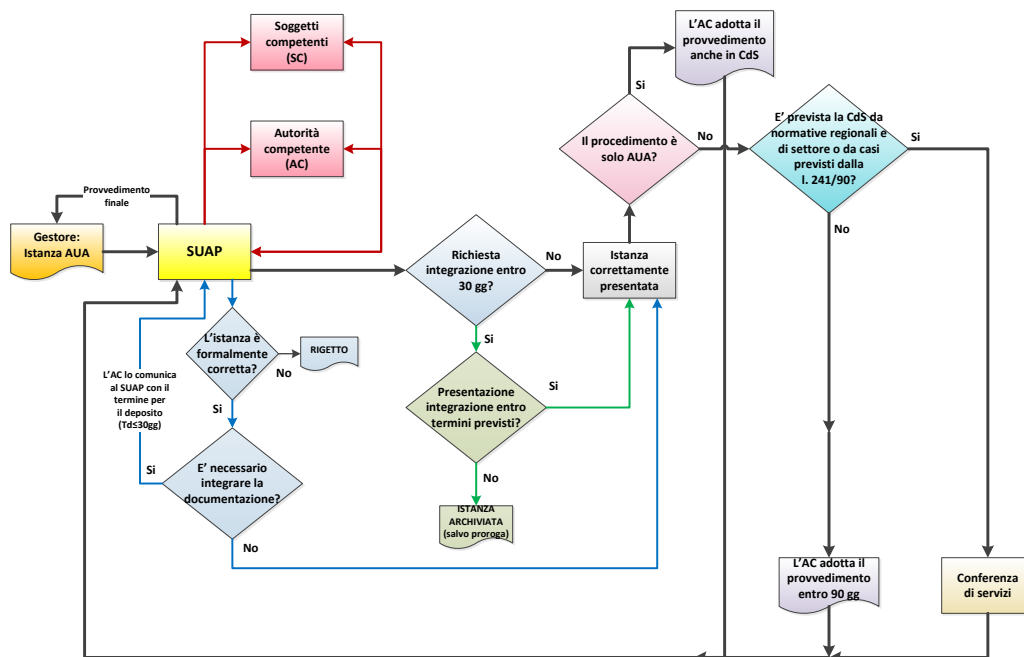 Soggetti
competenti
(SC)
Autorità
competente
(AC)
Provvedimento
finale
Gestore:
Istanza AUA
SUAP
L'istanza è
formalmente
corretta?
No
RIGETTO
Si
L'AC lo comunica
al SUAP con il
termine per
il deposito
(Td≤30gg)
Si
E' necessario
integrare la
documentazione?
No
Richiesta
integrazione entro
30 gg?
No
Si
Presentazione
integrazione entro
termini previsti?
Si
No
ISTANZA
ARCHIVIATA
(salvo proroga)
Istanza
correttamente
presentata
Il procedimento è
solo AUA?
Si
No
L'AC adotta il
provvedimento
anche in CdS
E' prevista la CdS da
normative regionali e
di settore o da casi
previsti dalla
l. 241/90?
Si
No
L'AC adotta il
provvedimento
entro 90 gg
Conferenza
di servizi